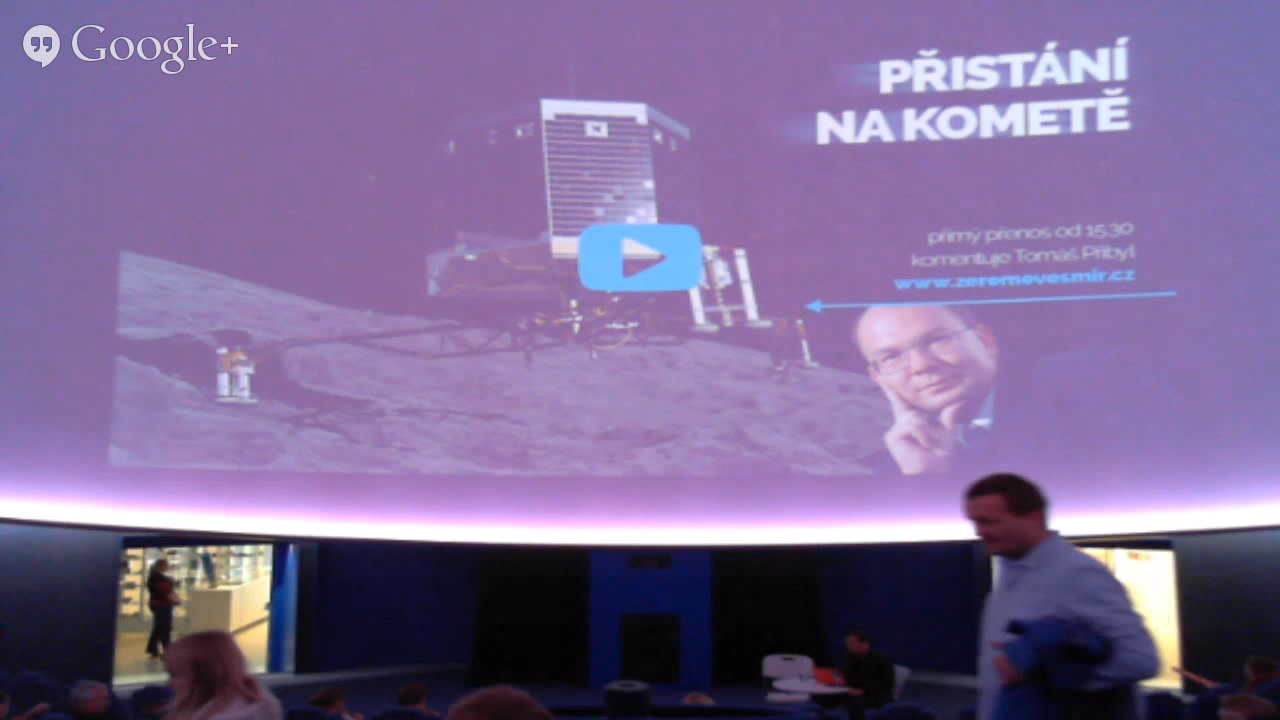 Google+
PŘISTÁNÍ
NA KOMETĚ
přímý přenos od 15.30
komentuje Tomáš Přibyl
www.zeremovesmir.cz